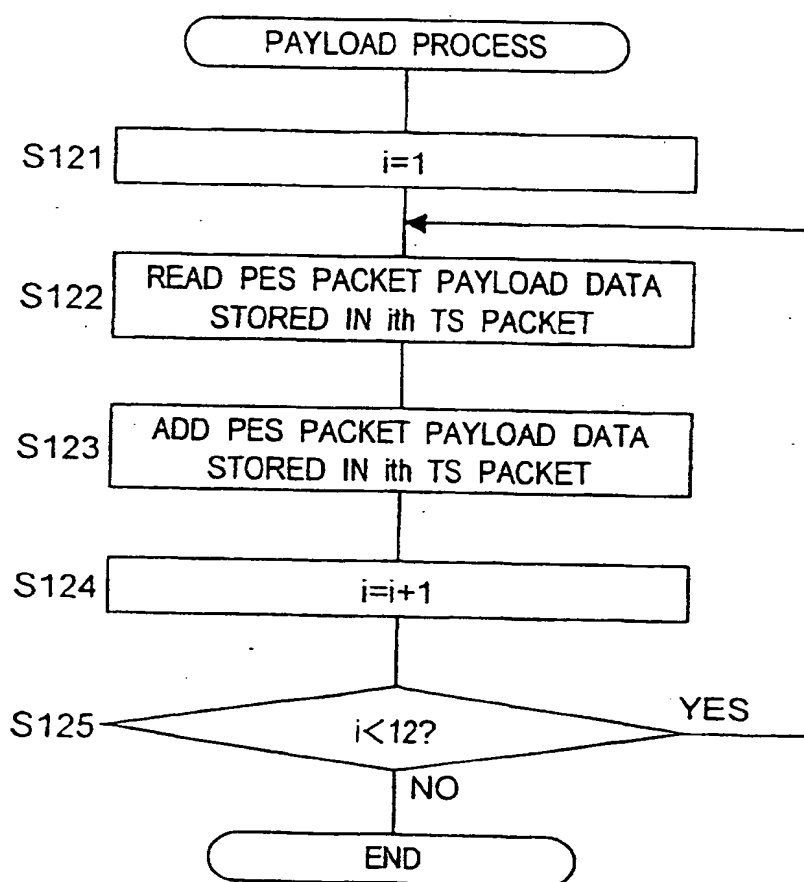 PAYLOAD PROCESS
S121
i=1
S122
READ PES PACKET PAYLOAD DATA
STORED IN ith TS PACKET
S123
ADD PES PACKET PAYLOAD DATA
STORED IN ith TS PACKET
S124
i=i+1
S125
i<12?
YES
NO
END